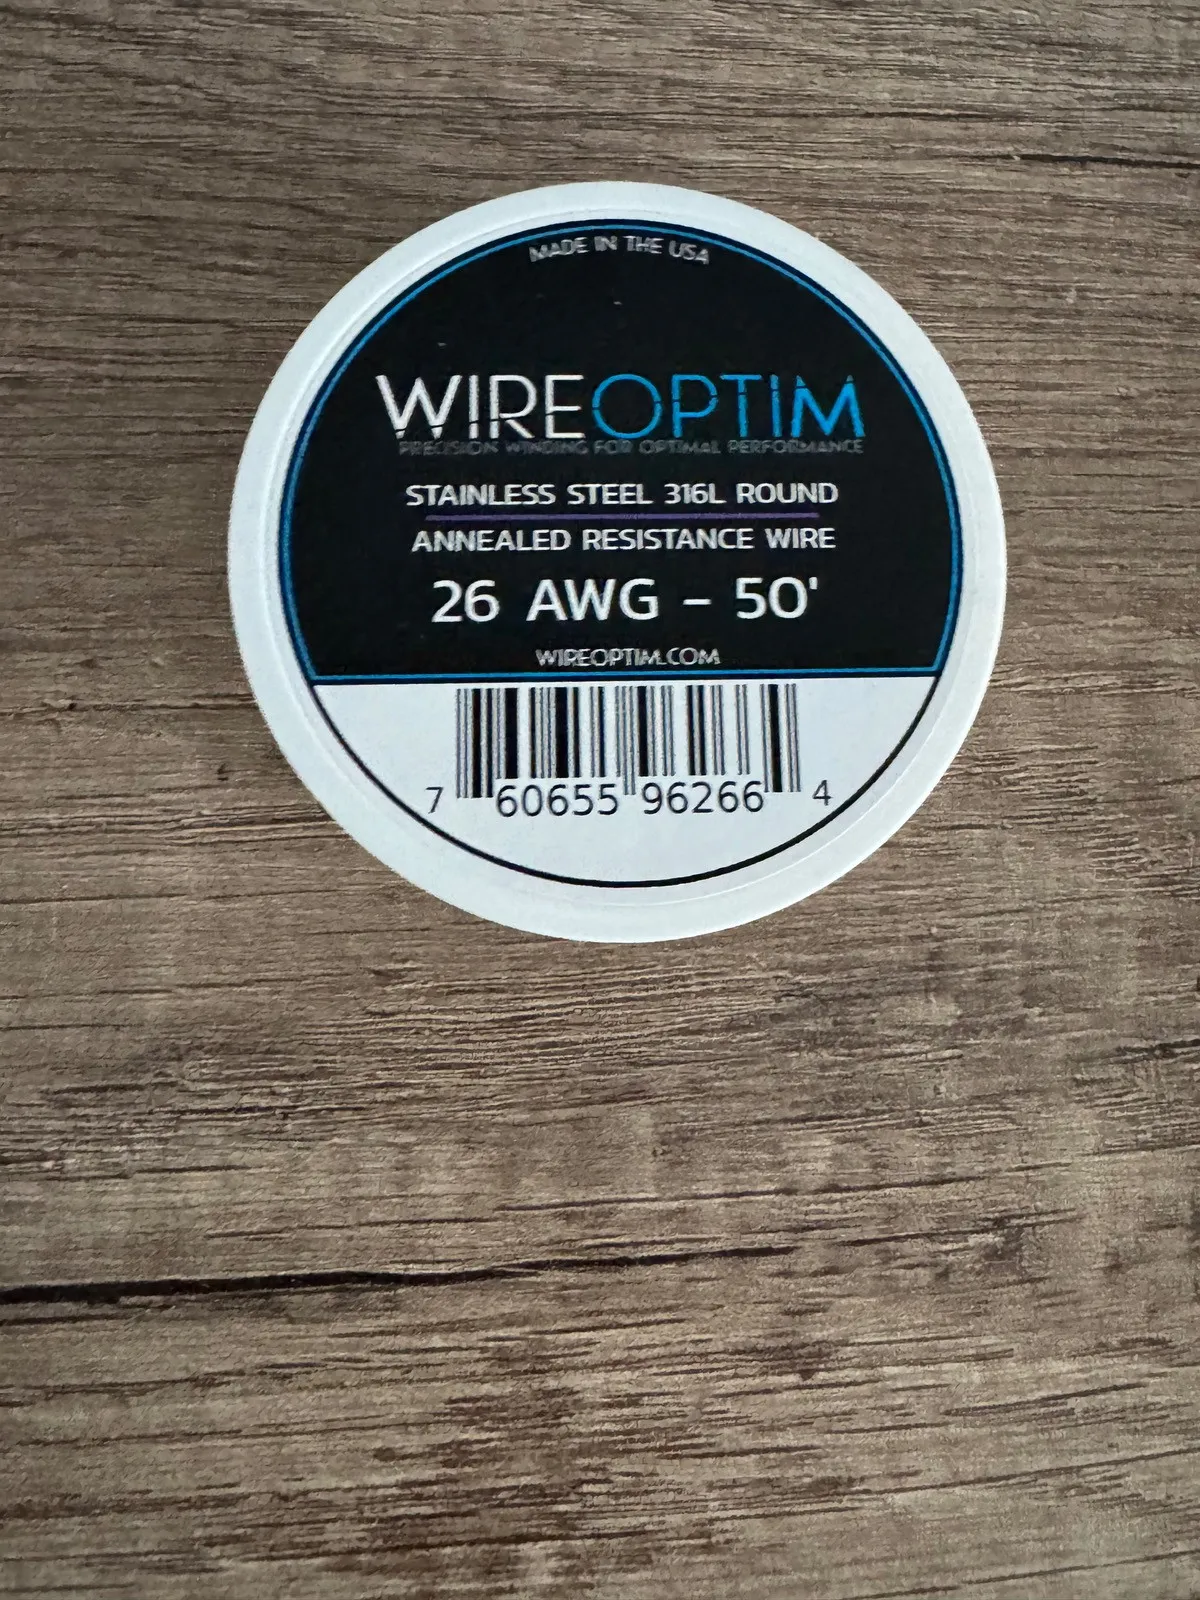 MADE IN THE USA
WIREOPTIM
PRECISION WINDING FOR OPTIMAL PERFORMANCE
STAINLESS STEEL 316L ROUND
ANNEALED RESISTANCE WIRE
26 AWG – 50'
WIREOPTIM.COM
7 60655 96266 4